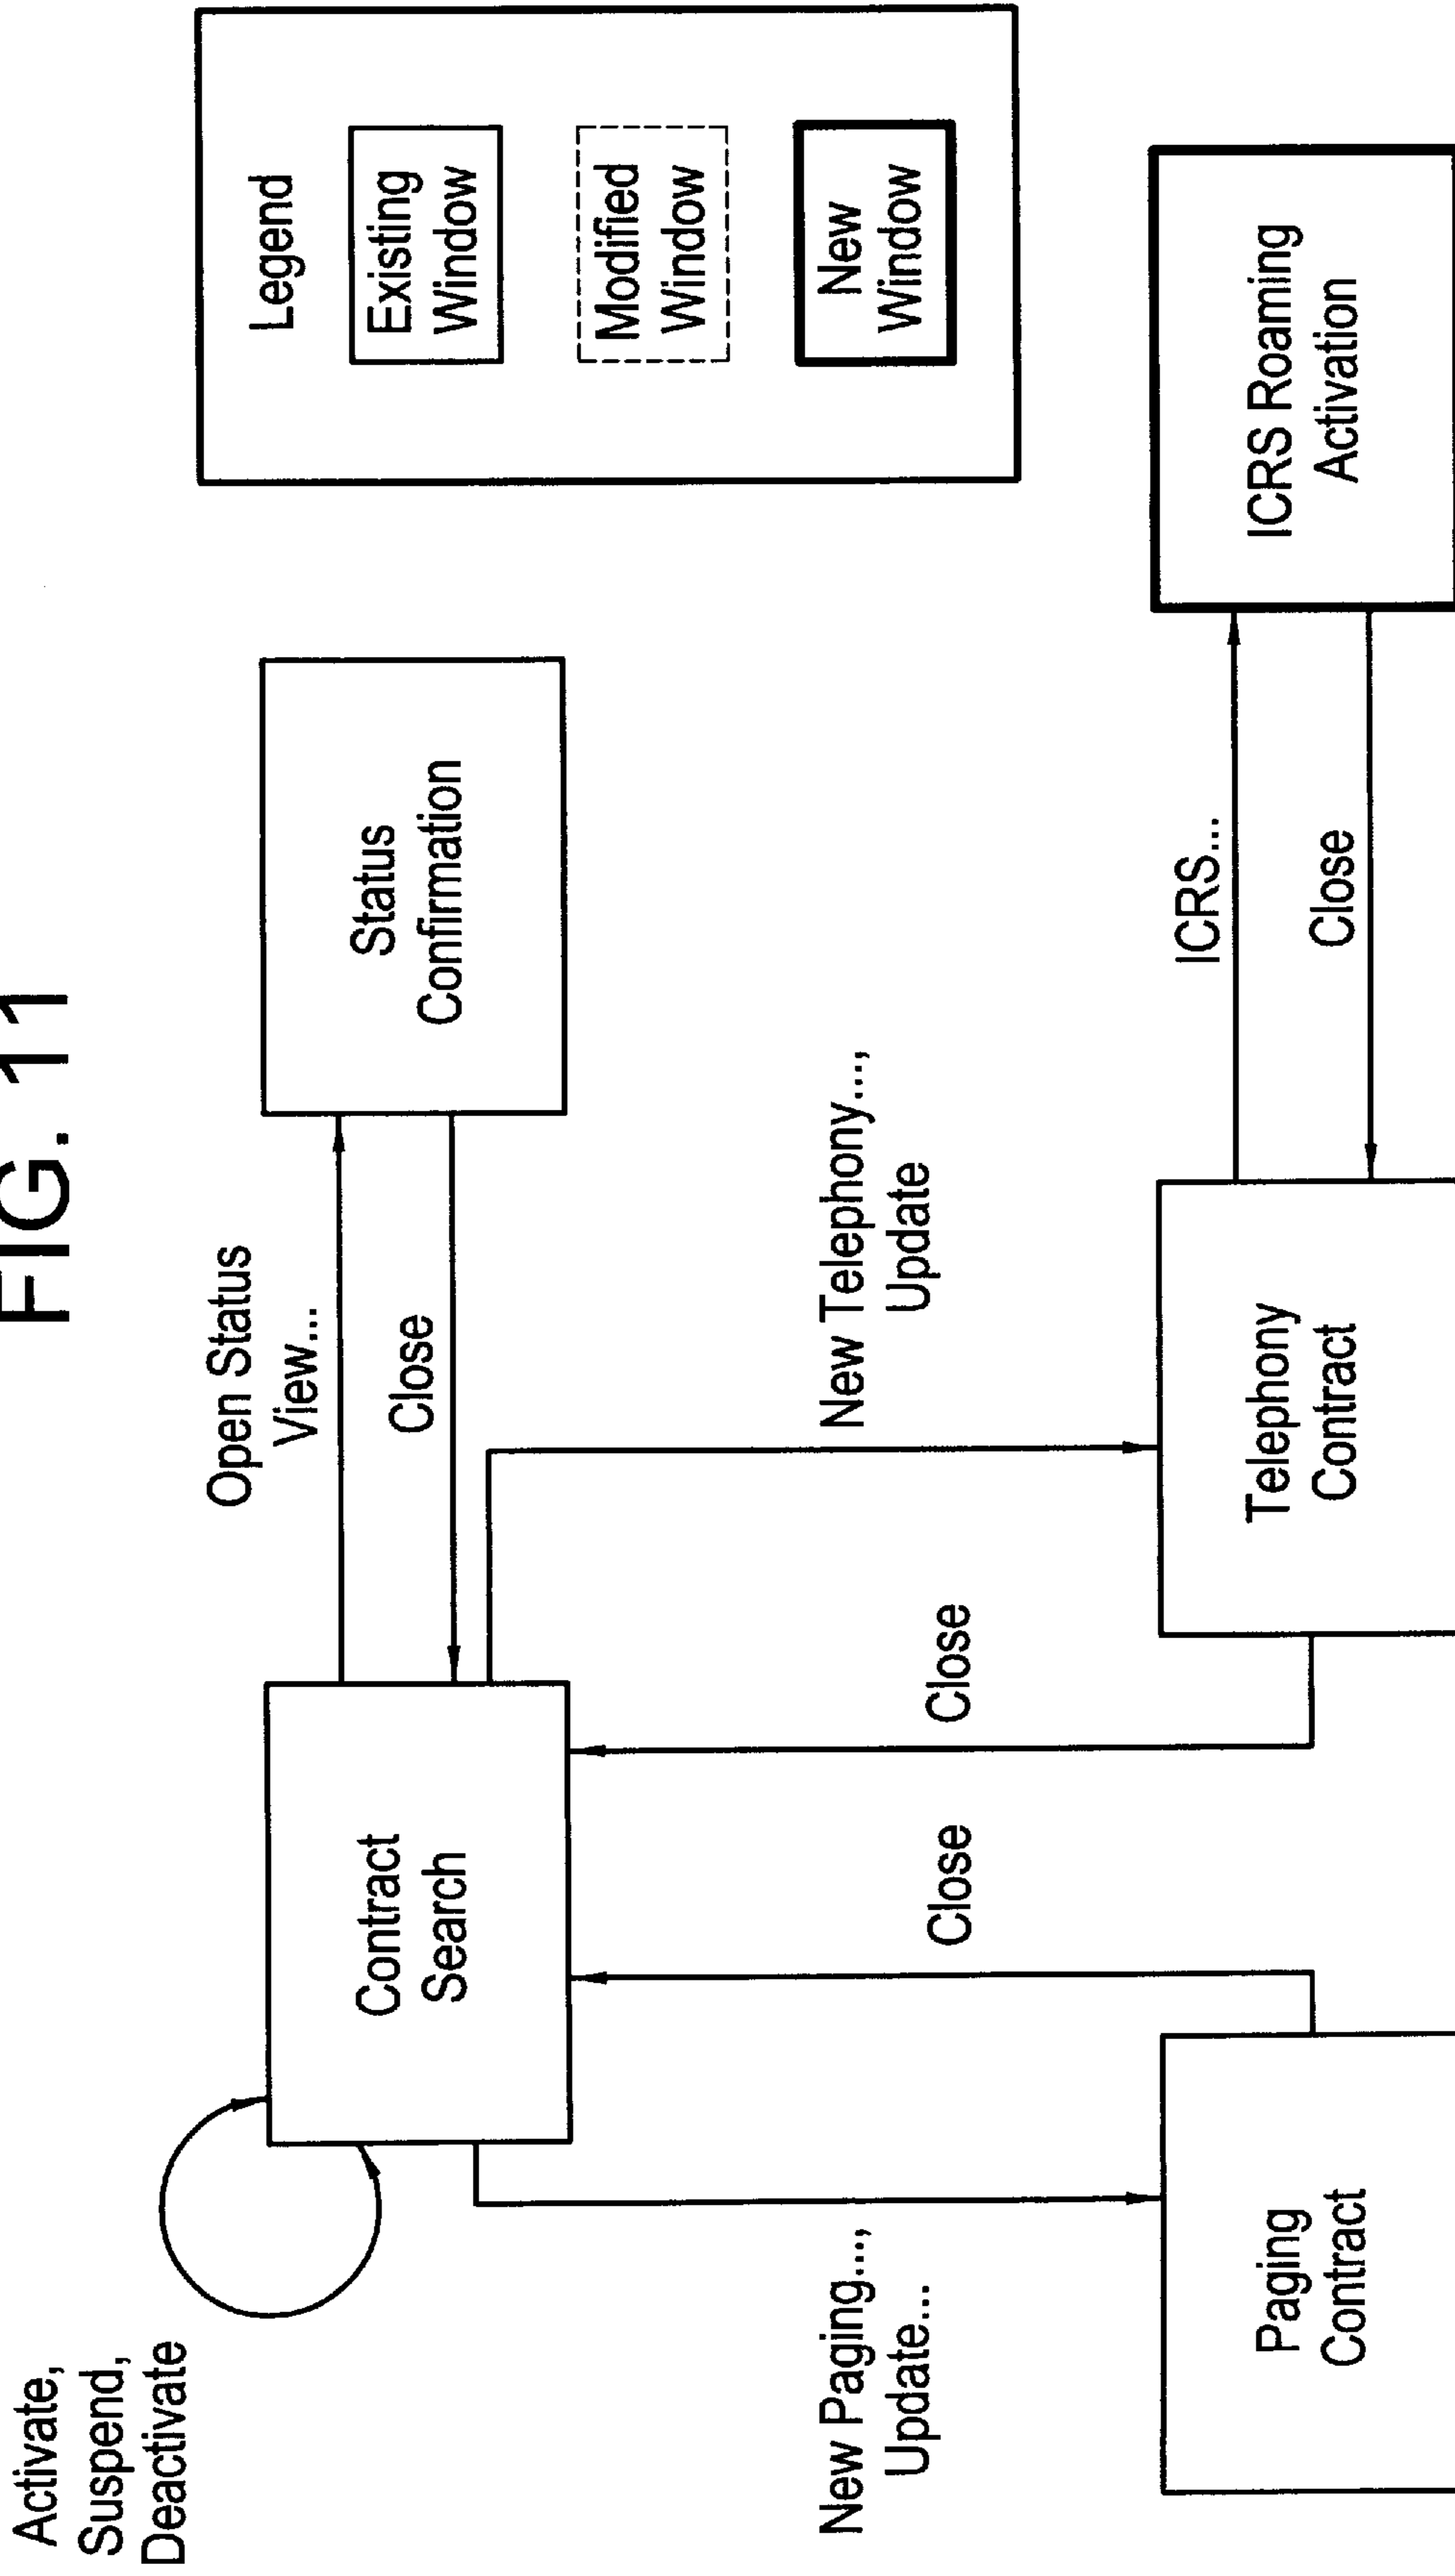 FIG. 11
Activate,
Suspend,
Deactivate
Open Status
View...
Close
Contract
Search
Status
Confirmation
Legend
Existing
Window
Modified
Window
New
Window
New Paging...,
Update...
Close
Close
New Telephony...,
Update
Paging
Contract
Telephony
Contract
ICRS...
Close
ICRS Roaming
Activation